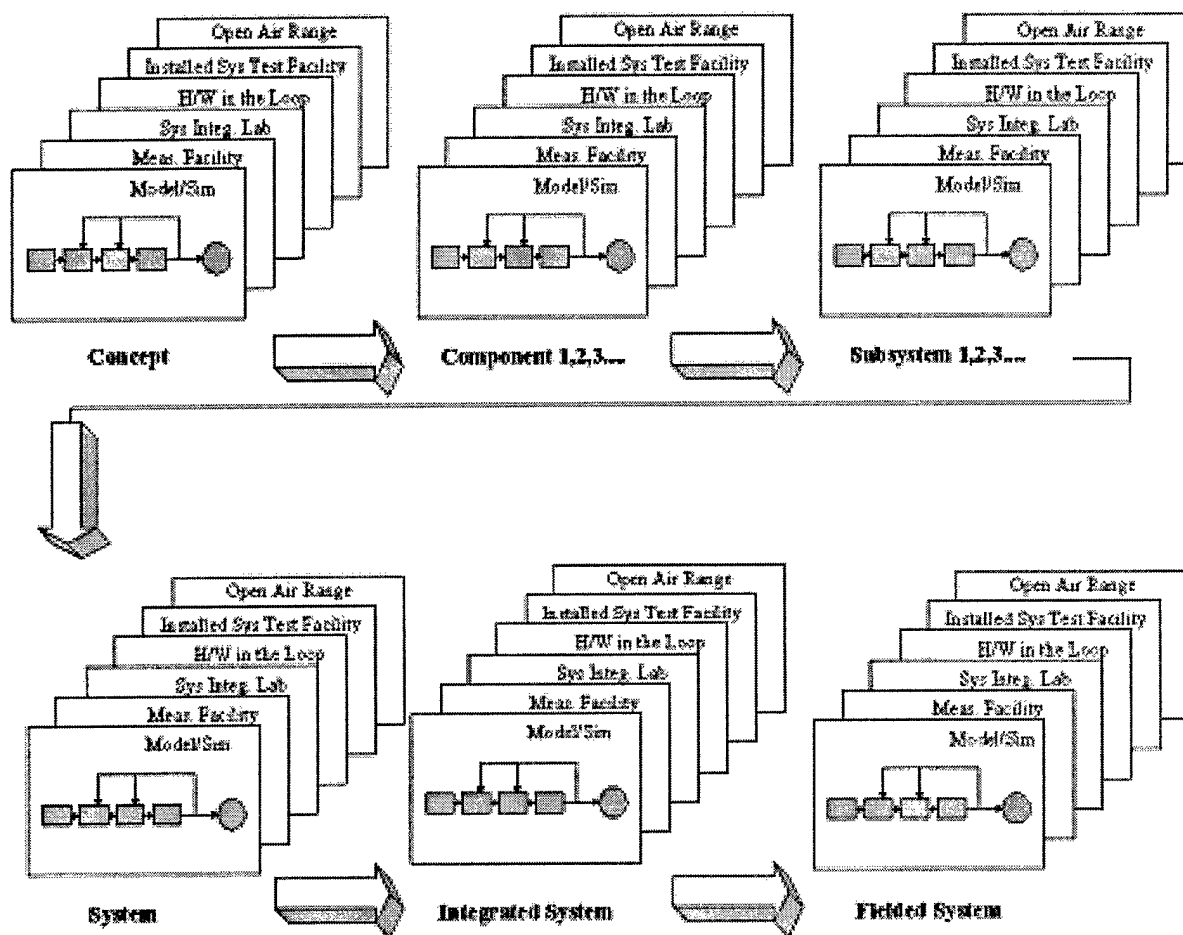 Open Air Range
Installed Sys Test Facility
H/W in the Loop
Sys Integ. Lab
Meas. Facility
Model/Sim
Concept
Open Air Range
Installed Sys Test Facility
H/W in the Loop
Sys Integ. Lab
Meas. Facility
Model/Sim
Component 1,2,3....
Open Air Range
Installed Sys Test Facility
H/W in the Loop
Sys Integ. Lab
Meas. Facility
Model/Sim
Subsystem 1,2,3....
Open Air Range
Installed Sys Test Facility
H/W in the Loop
Sys Integ. Lab
Meas. Facility
Model/Sim
System
Open Air Range
Installed Sys Test Facility
H/W in the Loop
Sys Integ. Lab
Meas. Facility
Model/Sim
Integrated System
Open Air Range
Installed Sys Test Facility
H/W in the Loop
Sys Integ. Lab
Meas. Facility
Model/Sim
Fielded System